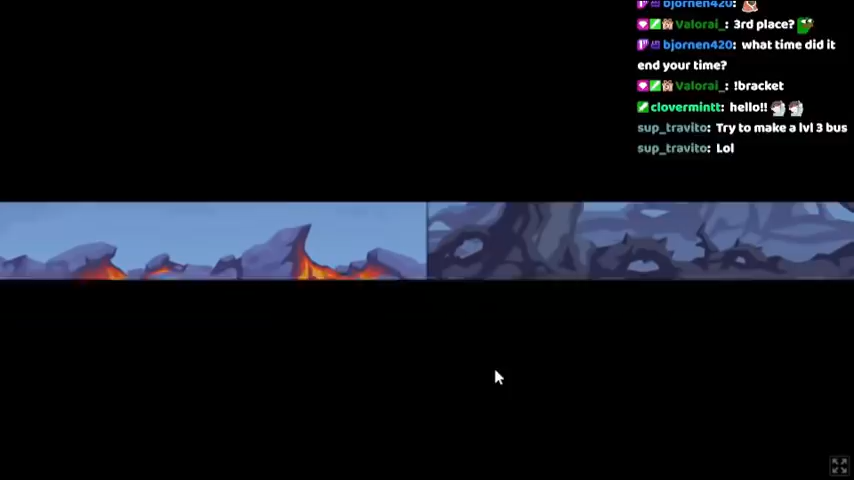 bjornen420:
Valorai_: 3rd place?
bjornen420: what time did it
end your time?
Valorai_: !bracket
clovermintt: hello!!
sup_travito: Try to make a lvl 3 bus
sup_travito: Lol